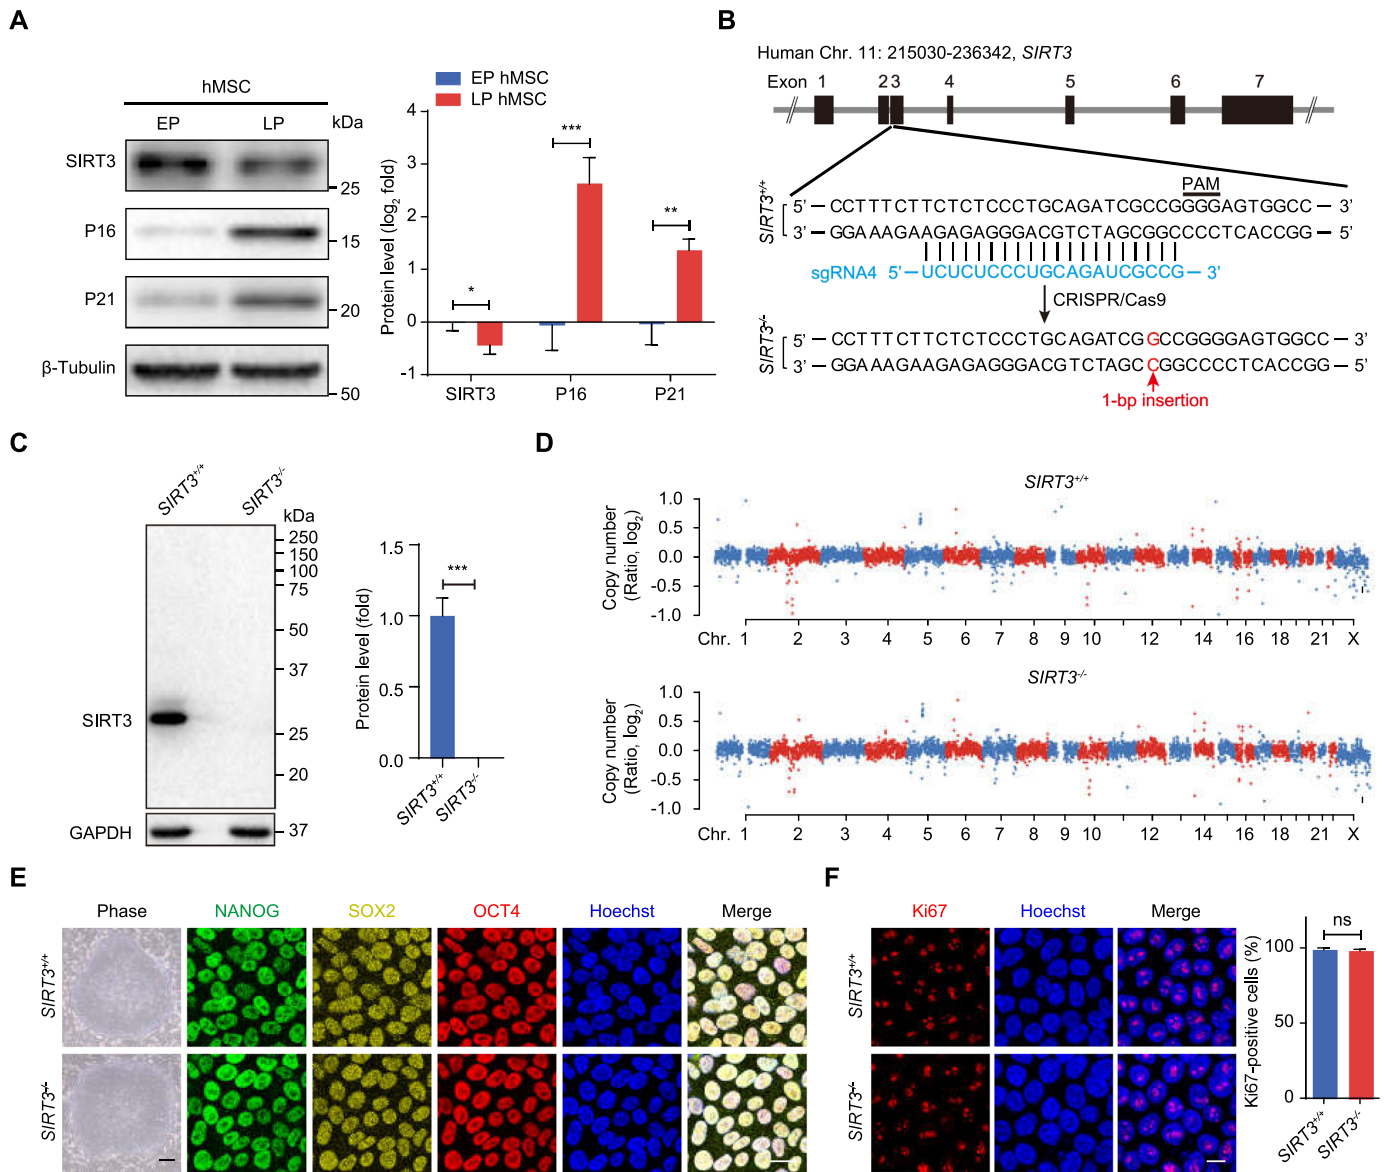 A
hMSC
EP LP kDa
SIRT3
25
P16
15
P21
20
β-Tubulin
50
EP hMSC
LP hMSC
Protein level (log2 fold)
4
3
2
1
0
-1
* *** **
SIRT3 P16 P21
B
Human Chr. 11: 215030-236342, SIRT3
Exon 1 2 3 4 5 6 7
PAM
SIRT3+/+
5’ CCTTTCTTCTCTCCCTGCAGATCGCCGGGGAGTGGCC 3’
3’ GGAAAGAAGAGAGGGACGTCTAGCGGCCCCTCACCGG 5’
sgRNA4 5’ UCUCUCCCUGCAGAUCGCCG 3’
CRISPR/Cas9
SIRT3-/-
5’ CCTTTCTTCTCTCCCTGCAGATCGGCCGGGGAGTGGCC 3’
3’ GGAAAGAAGAGAGGGACGTCTAGCCGGCCCCTCACCGG 5’
1-bp insertion
C
SIRT3+/+ SIRT3-/-
kDa
250
150
100
75
50
37
SIRT3
25
20
GAPDH
37
Protein level (fold)
1.5
1.0
0.5
0.0
***
SIRT3+/+ SIRT3-/-
D
SIRT3+/+
Copy number
(Ratio, log2)
1.0
0.5
0.0
-0.5
-1.0
Chr. 1 2 3 4 5 6 7 8 9 10 12 14 16 18 21 X
SIRT3-/-
Copy number
(Ratio, log2)
1.0
0.5
0.0
-0.5
-1.0
Chr. 1 2 3 4 5 6 7 8 9 10 12 14 16 18 21 X
E
Phase NANOG SOX2 OCT4 Hoechst Merge
SIRT3+/+
SIRT3-/-
F
Ki67 Hoechst Merge
SIRT3+/+
SIRT3-/-
Ki67-positive cells (%)
ns
100
50
0
SIRT3+/+ SIRT3-/-